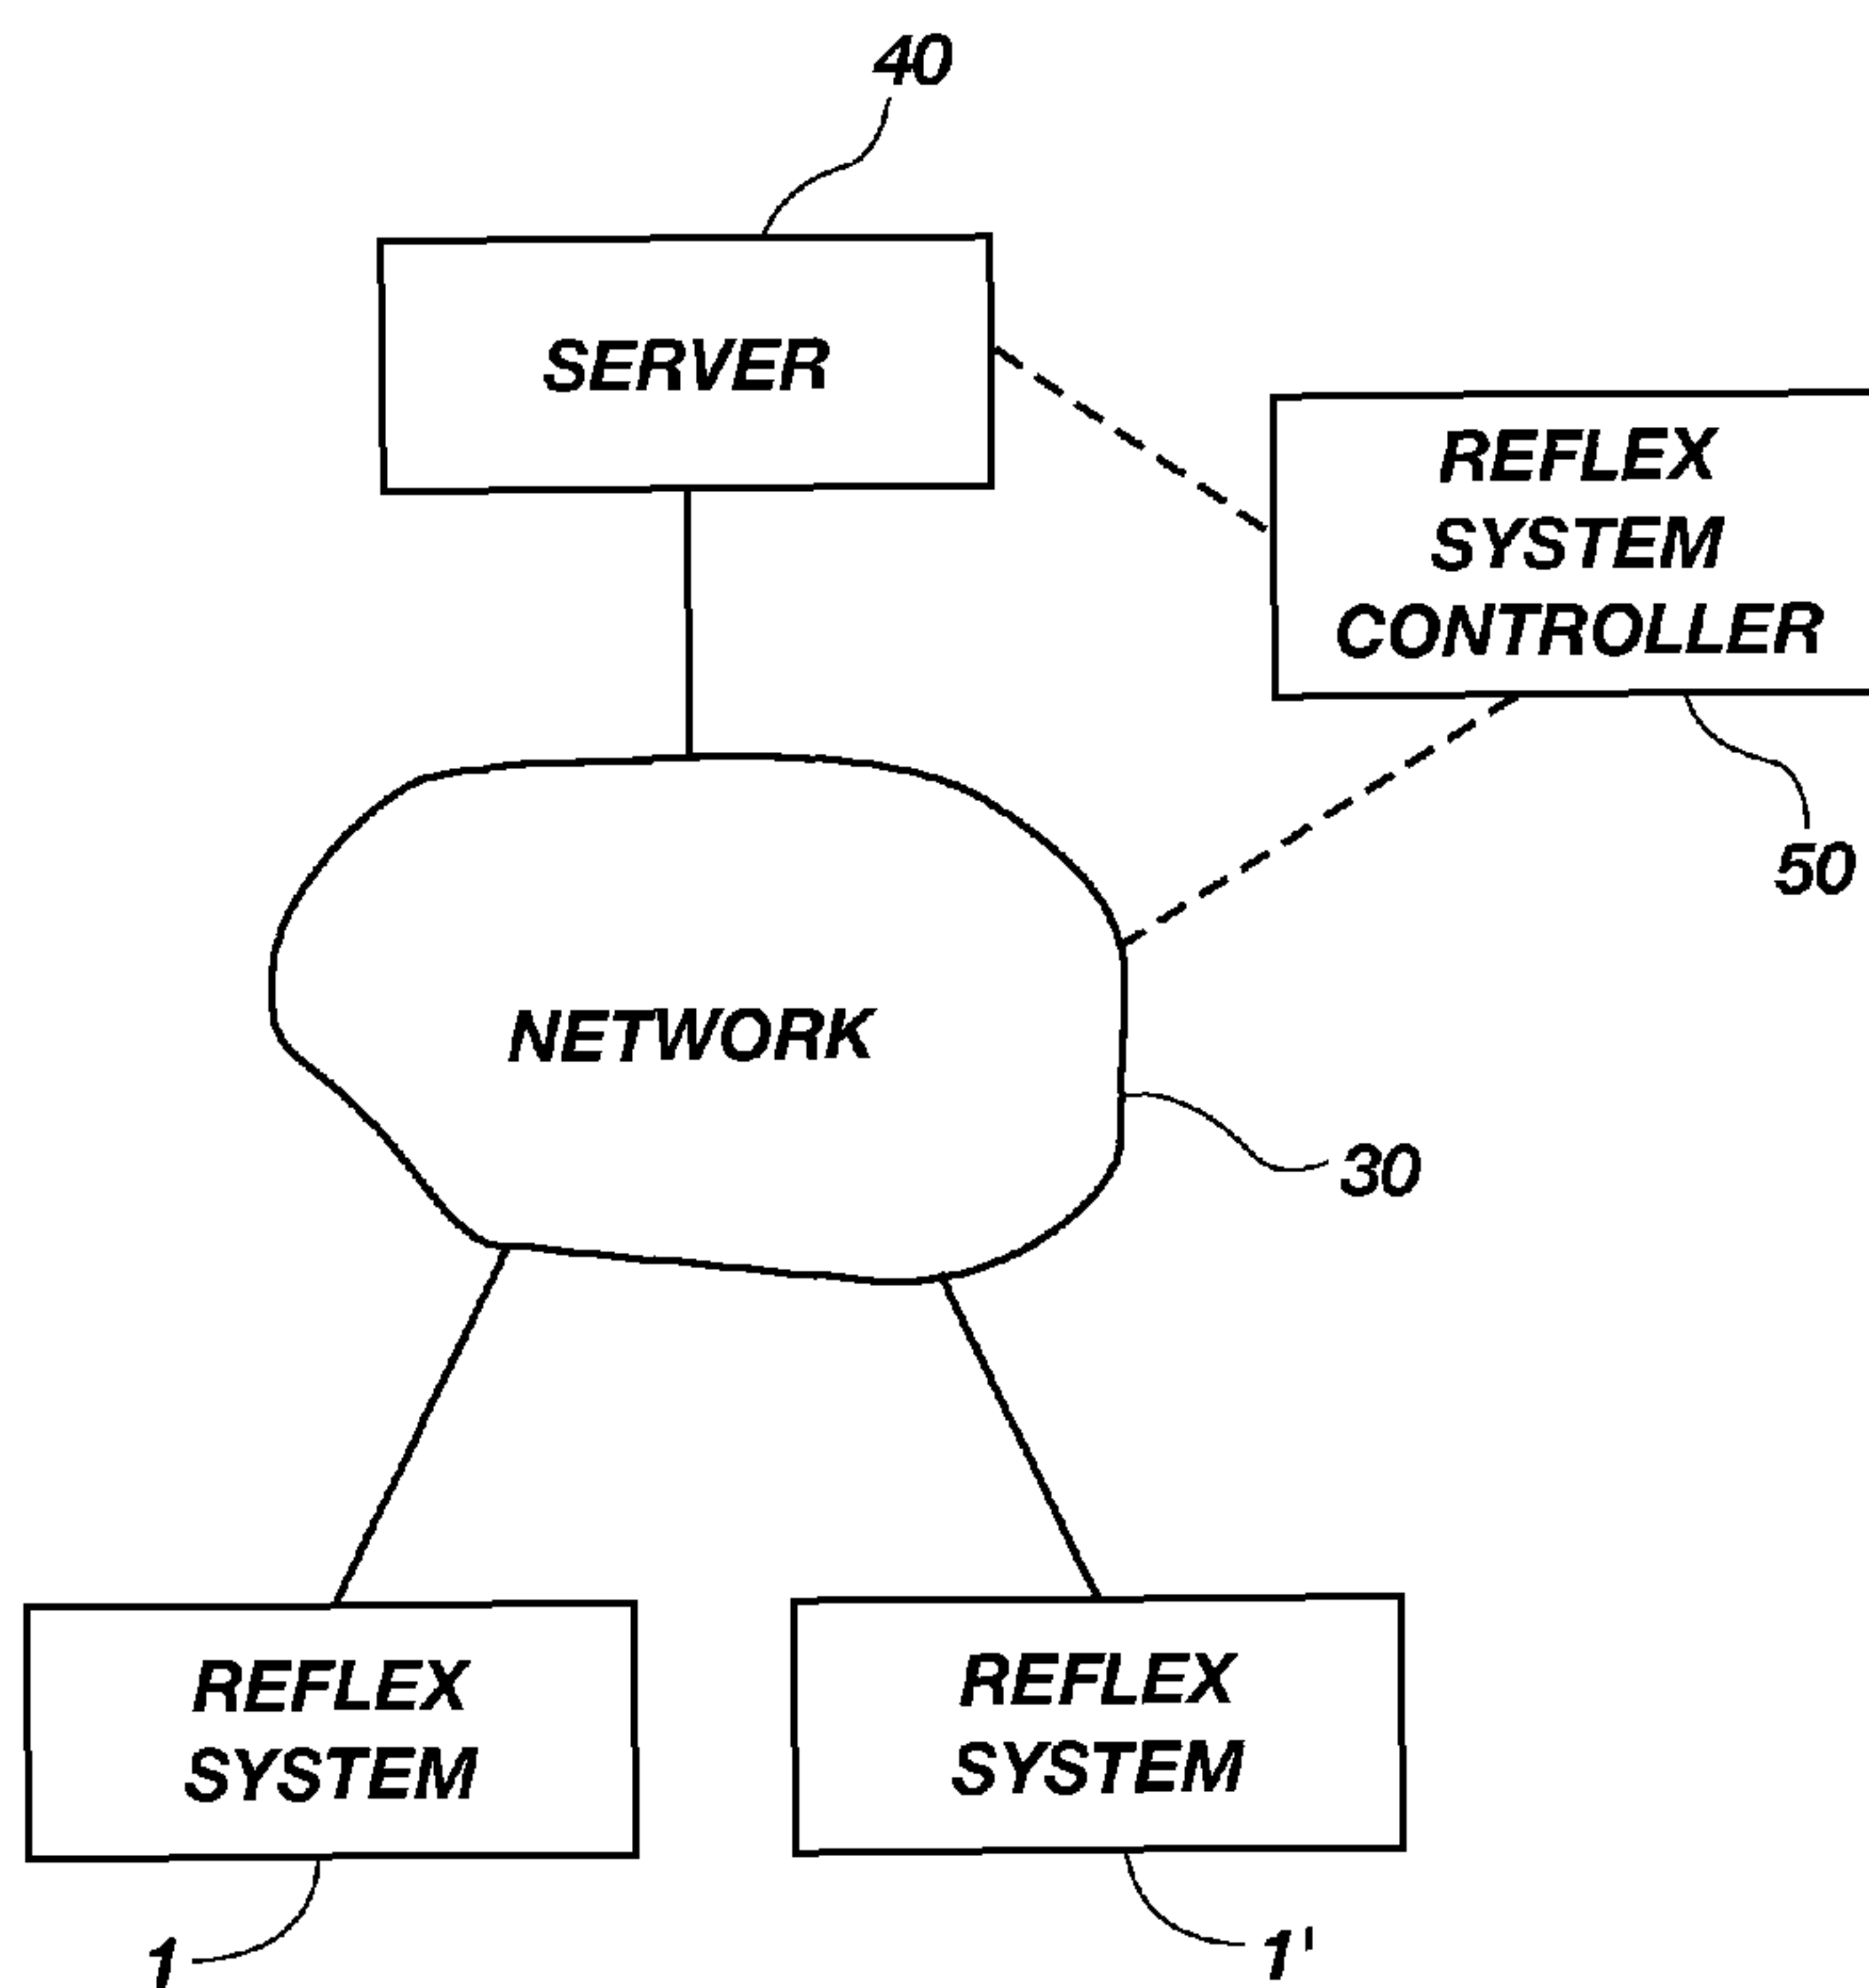 40
SERVER
REFLEX
SYSTEM
CONTROLLER
50
NETWORK
30
REFLEX
SYSTEM
REFLEX
SYSTEM
1
1'